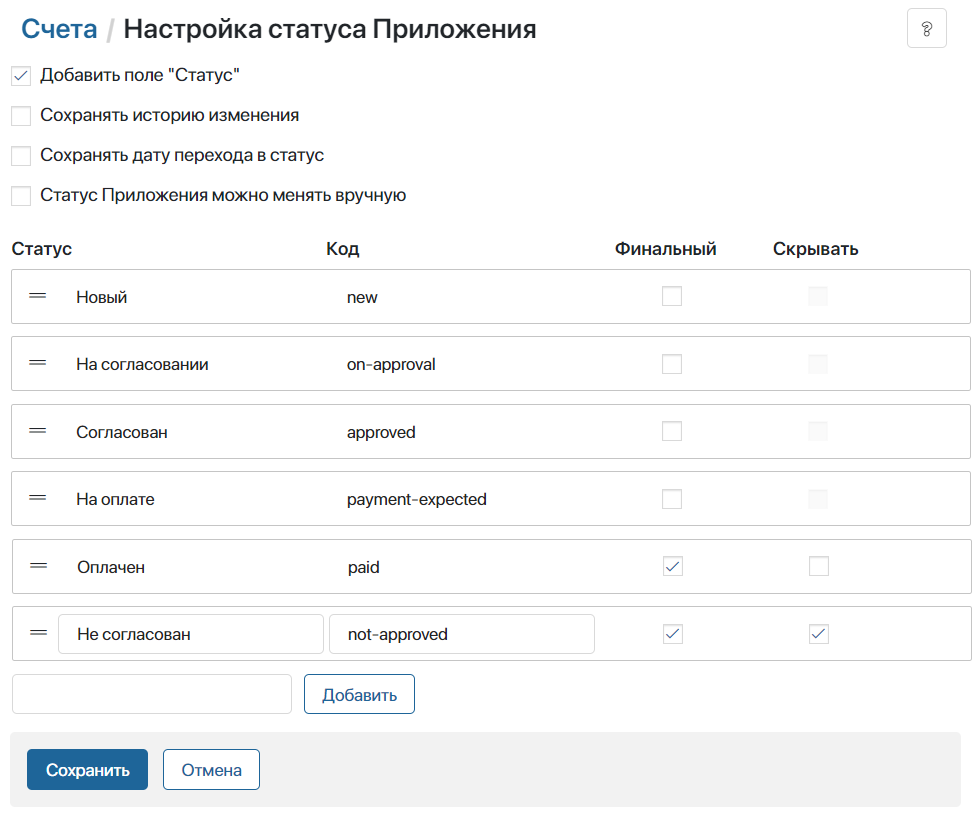 Счета / Настройка статуса Приложения
?
Добавить поле "Статус"
Сохранять историю изменения
Сохранять дату перехода в статус
Статус Приложения можно менять вручную
Статус Код Финальный Скрывать
Новый new
На согласовании on-approval
Согласован approved
На оплате payment-expected
Оплачен paid
Не согласован not-approved
Добавить
Сохранить Отмена